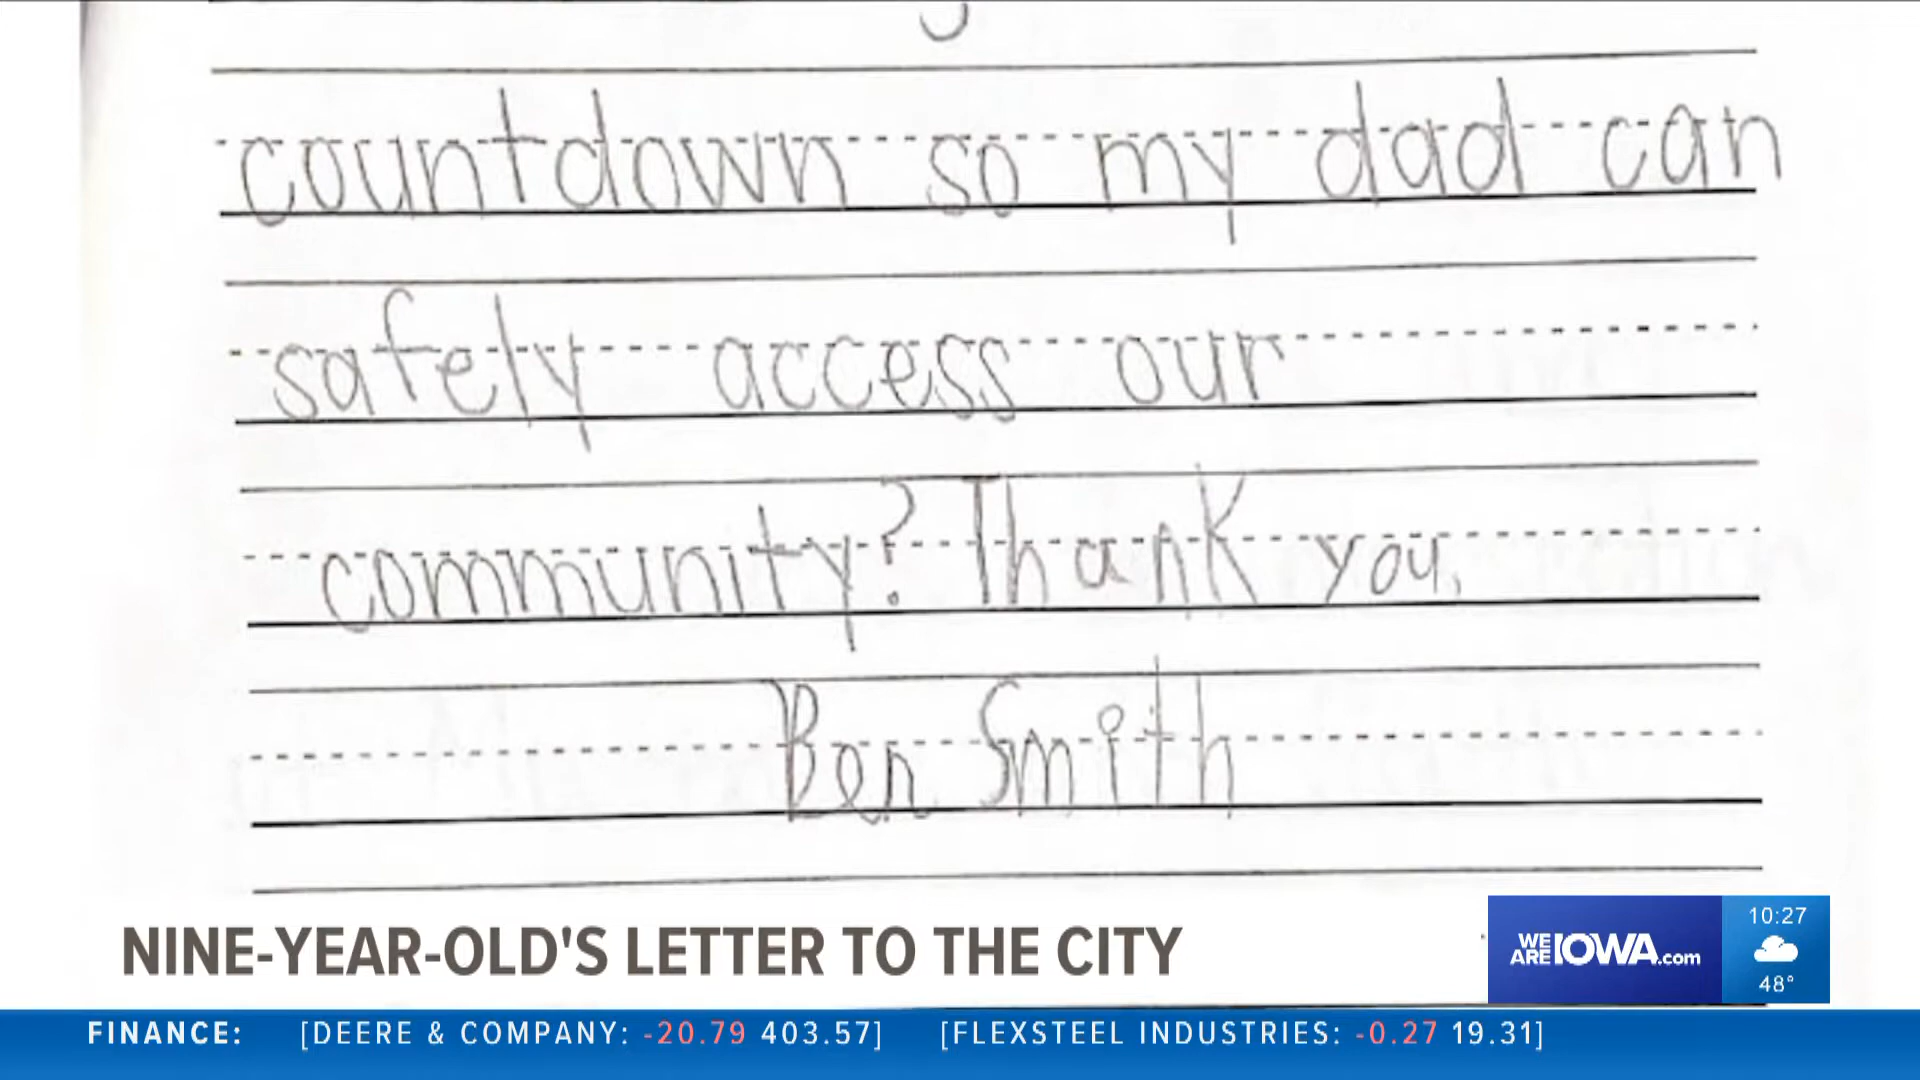 countdown so my dad can
safely access our
community? Thank you,
Ben Smith
NINE-YEAR-OLD'S LETTER TO THE CITY
WE ARE IOWA.com
10:27
48°
FINANCE: [DEERE & COMPANY: -20.79 403.57] [FLEXSTEEL INDUSTRIES: -0.27 19.31]